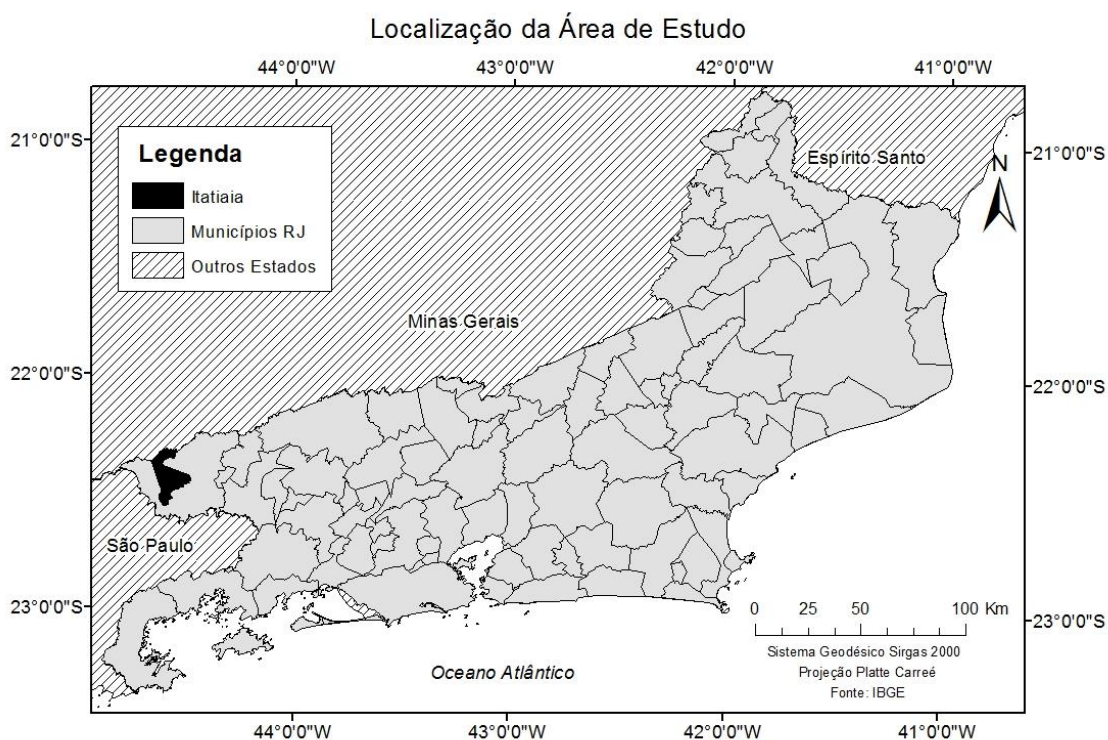 Localização da Área de Estudo
44°0'0"W
43°0'0"W
42°0'0"W
41°0'0"W
21°0'0"S
21°0'0"S
Legenda
Itatiaia
Municípios RJ
Outros Estados
Espírito Santo
N
Minas Gerais
22°0'0"S
22°0'0"S
São Paulo
23°0'0"S
23°0'0"S
0 25 50 100 Km
Sistema Geodésico Sirgas 2000
Projeção Platte Carreé
Fonte: IBGE
Oceano Atlântico
44°0'0"W
43°0'0"W
42°0'0"W
41°0'0"W